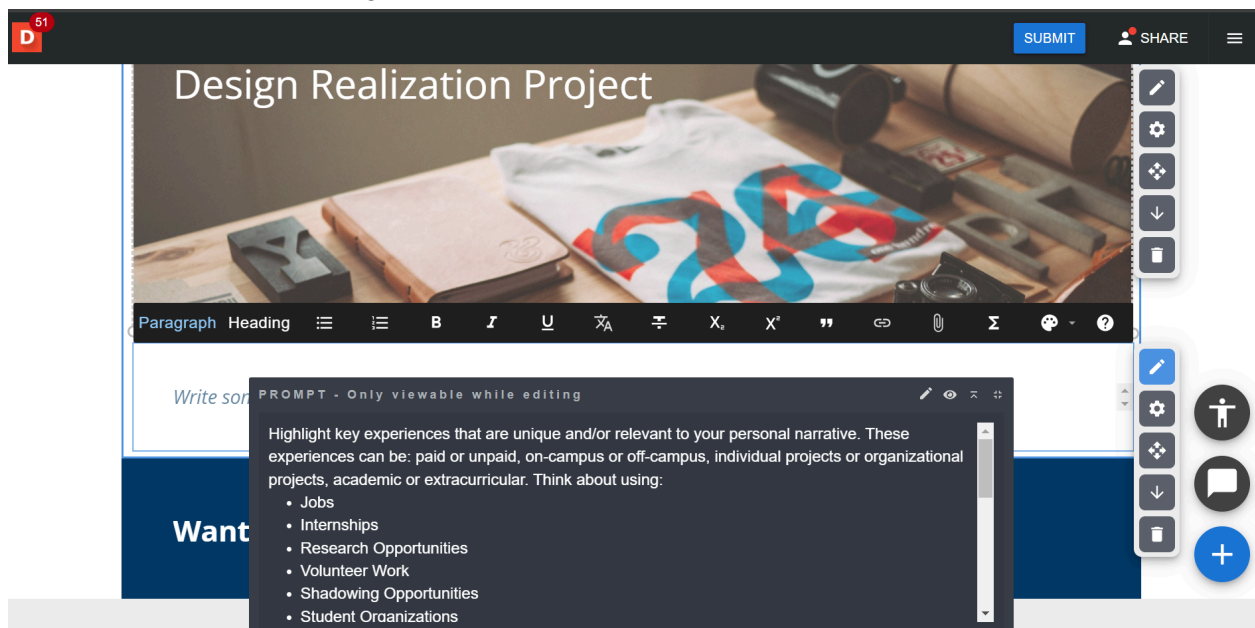 D 51
SUBMIT SHARE
Design Realization Project
Paragraph Heading B I U X₂ X² Σ ?
Write son
PROMPT - Only viewable while editing
Highlight key experiences that are unique and/or relevant to your personal narrative. These
experiences can be: paid or unpaid, on-campus or off-campus, individual projects or organizational
projects, academic or extracurricular. Think about using:
• Jobs
• Internships
• Research Opportunities
• Volunteer Work
• Shadowing Opportunities
• Student Organizations
Want